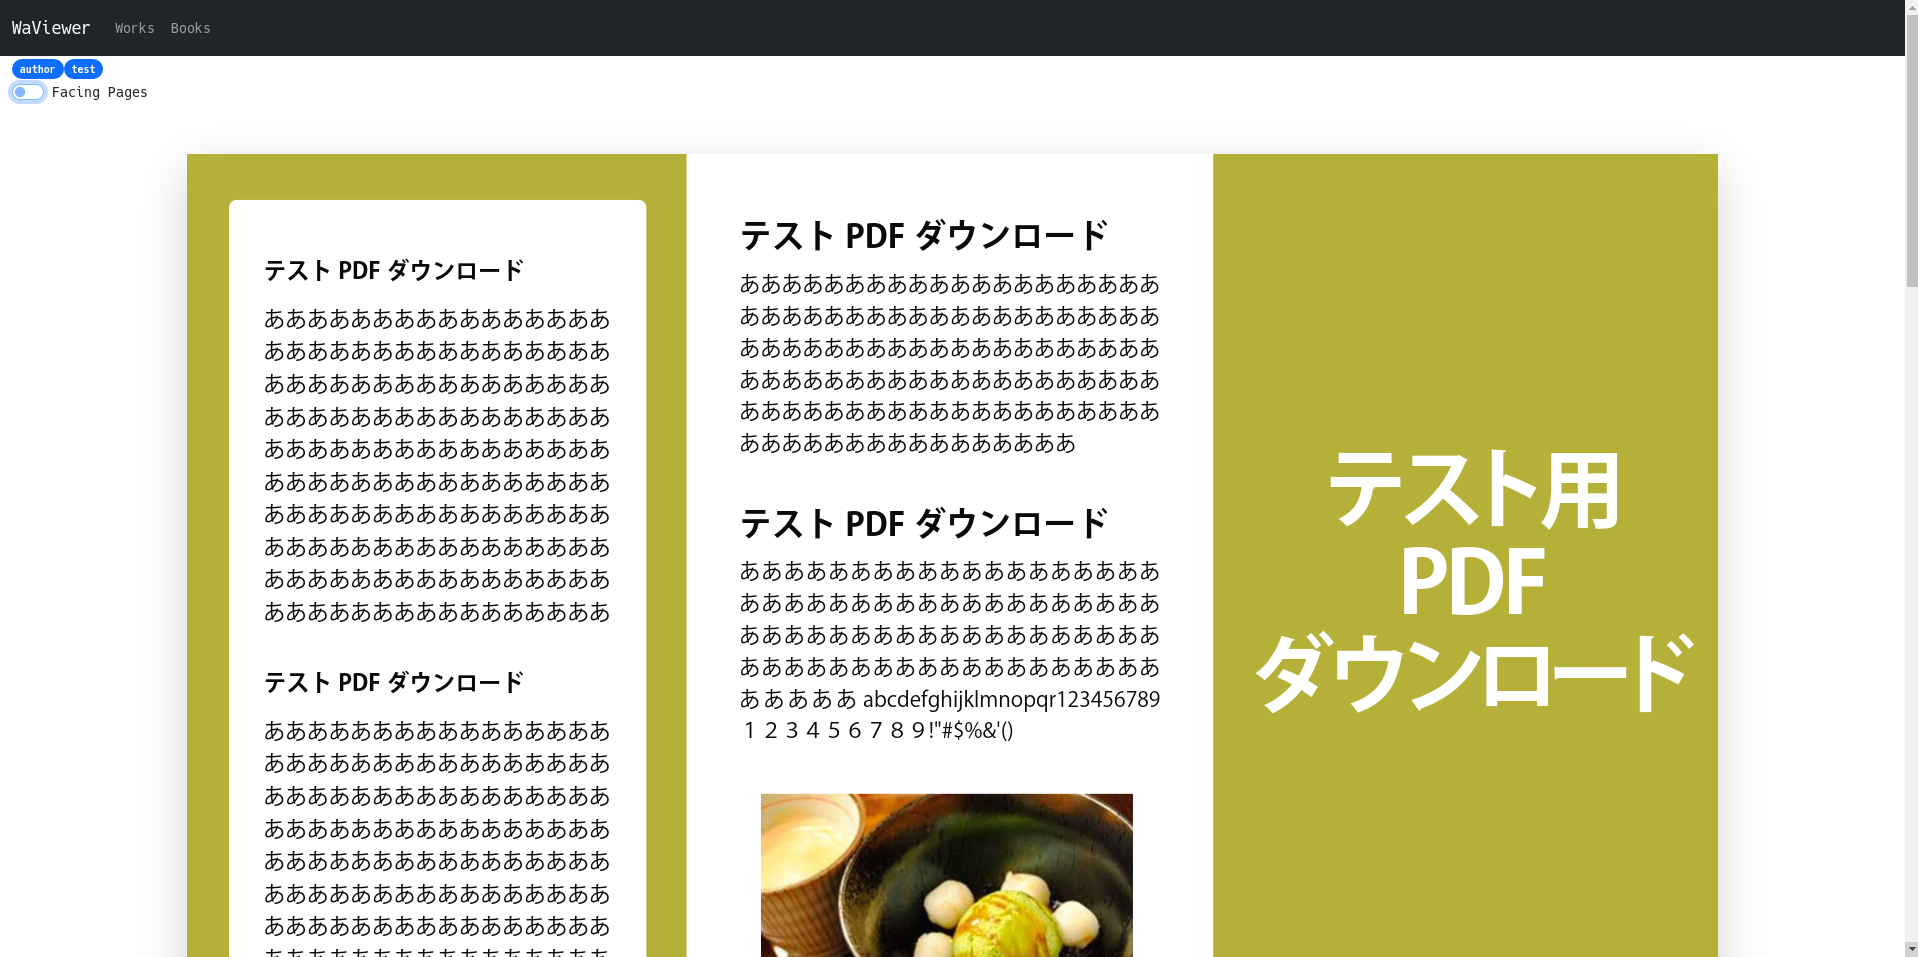 WaViewer Works Books
author test
Facing Pages
テスト PDF ダウンロード
ああああああああああああああああ
ああああああああああああああああ
ああああああああああああああああ
ああああああああああああああああ
ああああああああああああああああ
ああああああああああああああああ
ああああああああああああああああ
ああああああああああああああああ
ああああああああああああああああ
ああああああああああああああああ
テスト PDF ダウンロード
ああああああああああああああああ
ああああああああああああああああ
ああああああああああああああああ
ああああああああああああああああ
ああああああああああああああああ
ああああああああああああああああ
ああああああああああああああああ
テスト PDF ダウンロード
ああああああああああああああああああああ
ああああああああああああああああああああ
ああああああああああああああああああああ
ああああああああああああああああああああ
ああああああああああああああああああああ
ああああああああああああああああ
テスト PDF ダウンロード
あああああああああああああああああああ
あああああああああああああああああああ
あああああああああああああああああああ
ああああああああああああああああああああ
あああああ abcdefghijklmnopqr123456789
１２３４５６７８９!"#$%&'()
テスト用
PDF
ダウンロード